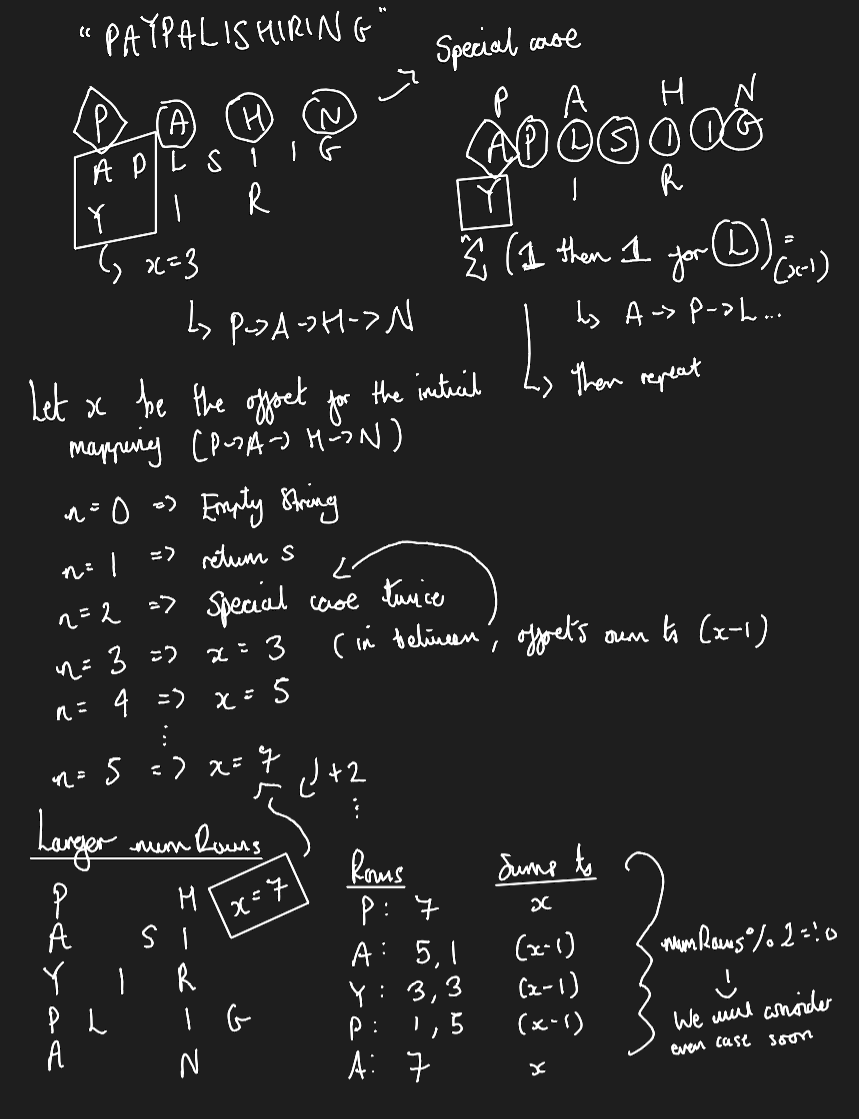 "PAYPALISHIRING"
Special case
P A H N
A P L S I I G
Y I R
x=3
P->A->H->N
P A H N
A P L S I I G
Y I R
Σ (1 then 1 for L) = (x-1)
A -> P->L...
then repeat
Let x be the offset for the initial
mapping (P->A-> H->N)
n=0 => Empty String
n=1 => return s
n=2 => Special case twice
n=3 => x=3 (in between, offsets sum to (x-1)
n=4 => x=5
⋮
n=5 => x=7 +2
⋮
Larger numRows
P H
A S I
Y I R
P L I G
A N
x=7
Rows Sums to
P: 7 x
A: 5,1 (x-1)
Y: 3,3 (x-1)
P: 1,5 (x-1)
A: 7 x
numRows % 2 =!0
We will consider
even case soon